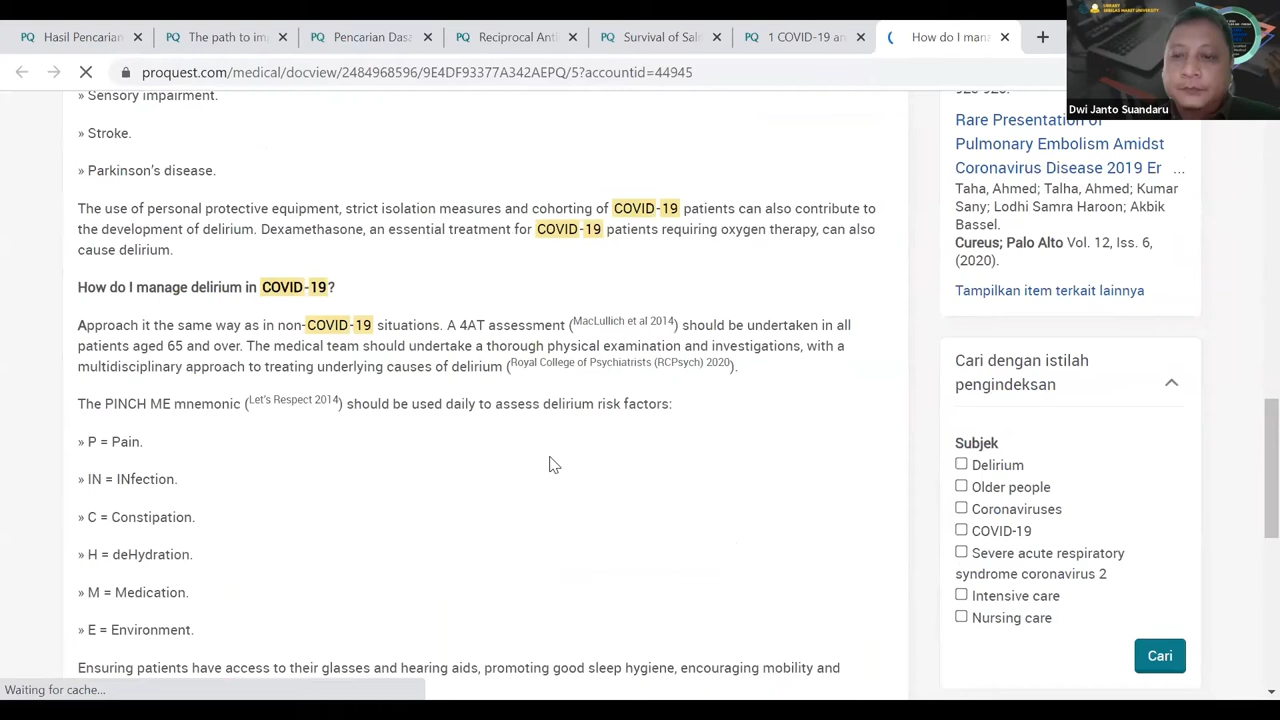 PQ Hasil Pencarian
PQ The path to im
PQ Pencarian Dasa
PQ Reciprocal Anti
PQ Survival of Sal
PQ 1 COVID-19 an
How do I mana
proquest.com/medical/docview/2484968596/9E4DF93377A342AEPQ/5?accountid=44945
LIBRARY
SEBELAS MARET UNIVERSITY
Dwi Janto Suandaru
» Sensory impairment.
» Stroke.
» Parkinson's disease.
The use of personal protective equipment, strict isolation measures and cohorting of COVID-19 patients can also contribute to
the development of delirium. Dexamethasone, an essential treatment for COVID-19 patients requiring oxygen therapy, can also
cause delirium.
How do I manage delirium in COVID-19?
Approach it the same way as in non-COVID-19 situations. A 4AT assessment (MacLullich et al 2014) should be undertaken in all
patients aged 65 and over. The medical team should undertake a thorough physical examination and investigations, with a
multidisciplinary approach to treating underlying causes of delirium (Royal College of Psychiatrists (RCPsych) 2020).
The PINCH ME mnemonic (Let's Respect 2014) should be used daily to assess delirium risk factors:
» P = Pain.
» IN = INfection.
» C = Constipation.
» H = deHydration.
» M = Medication.
» E = Environment.
Ensuring patients have access to their glasses and hearing aids, promoting good sleep hygiene, encouraging mobility and
Waiting for cache...
Rare Presentation of
Pulmonary Embolism Amidst
Coronavirus Disease 2019 Er ...
Taha, Ahmed; Talha, Ahmed; Kumar
Sany; Lodhi Samra Haroon; Akbik
Bassel.
Cureus; Palo Alto Vol. 12, Iss. 6,
(2020).
Tampilkan item terkait lainnya
Cari dengan istilah
pengindeksan
Subjek
Delirium
Older people
Coronaviruses
COVID-19
Severe acute respiratory
syndrome coronavirus 2
Intensive care
Nursing care
Cari